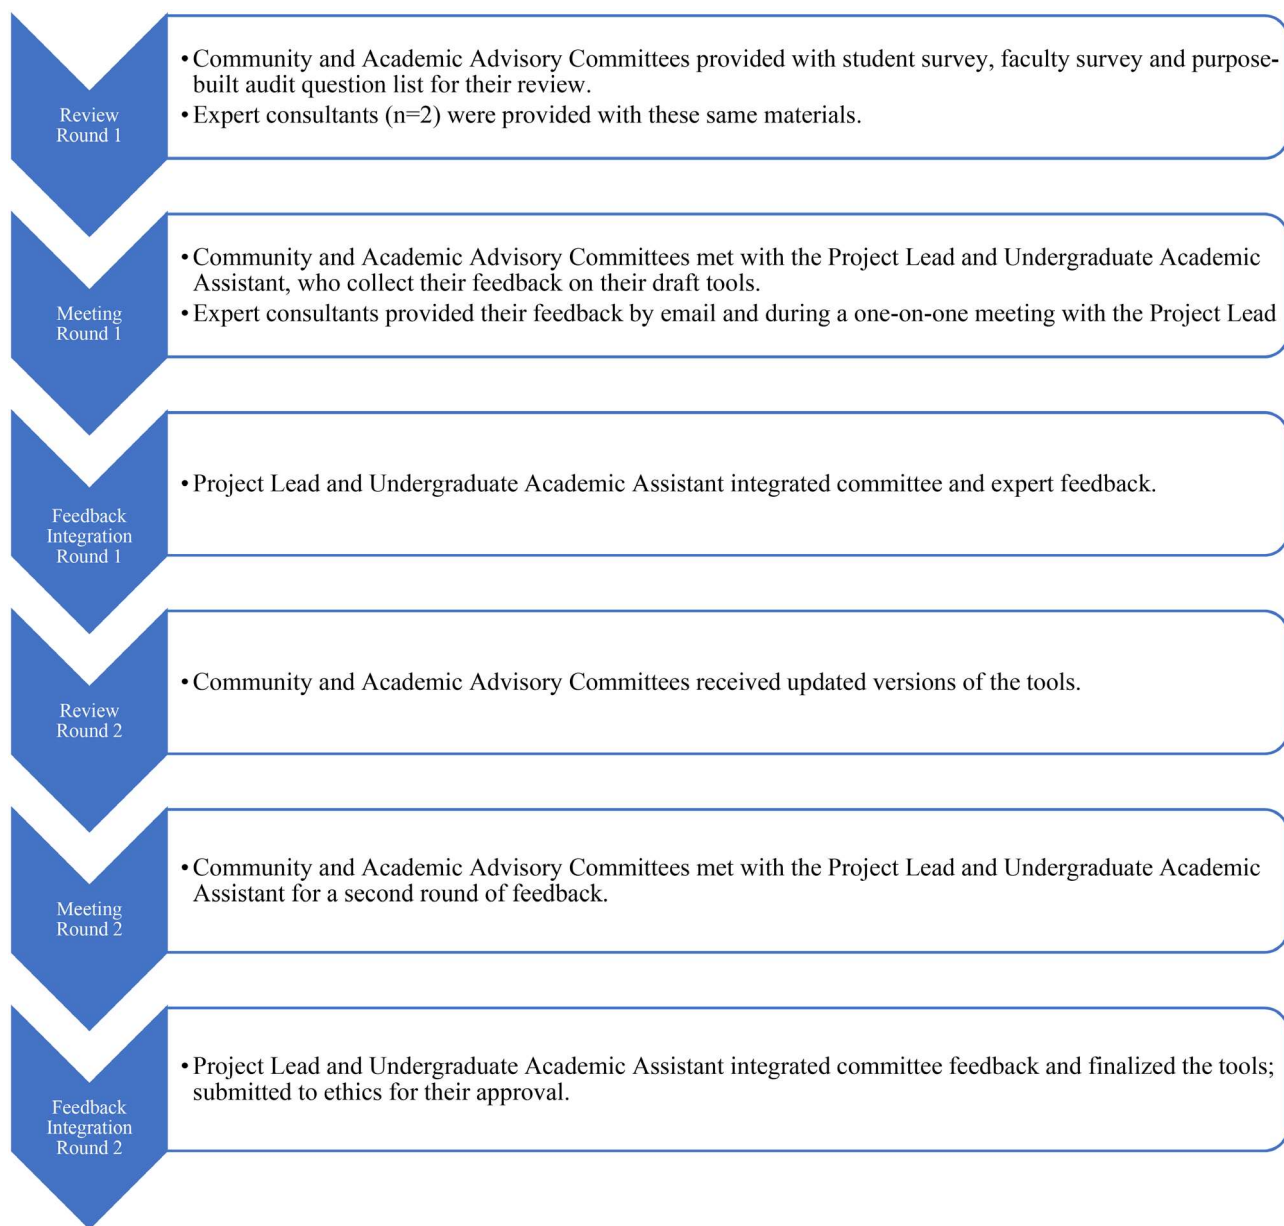 Review
Round 1
• Community and Academic Advisory Committees provided with student survey, faculty survey and purpose-
built audit question list for their review.
• Expert consultants (n=2) were provided with these same materials.
Meeting
Round 1
• Community and Academic Advisory Committees met with the Project Lead and Undergraduate Academic
Assistant, who collect their feedback on their draft tools.
• Expert consultants provided their feedback by email and during a one-on-one meeting with the Project Lead
Feedback
Integration
Round 1
• Project Lead and Undergraduate Academic Assistant integrated committee and expert feedback.
Review
Round 2
• Community and Academic Advisory Committees received updated versions of the tools.
Meeting
Round 2
• Community and Academic Advisory Committees met with the Project Lead and Undergraduate Academic
Assistant for a second round of feedback.
Feedback
Integration
Round 2
• Project Lead and Undergraduate Academic Assistant integrated committee feedback and finalized the tools;
submitted to ethics for their approval.